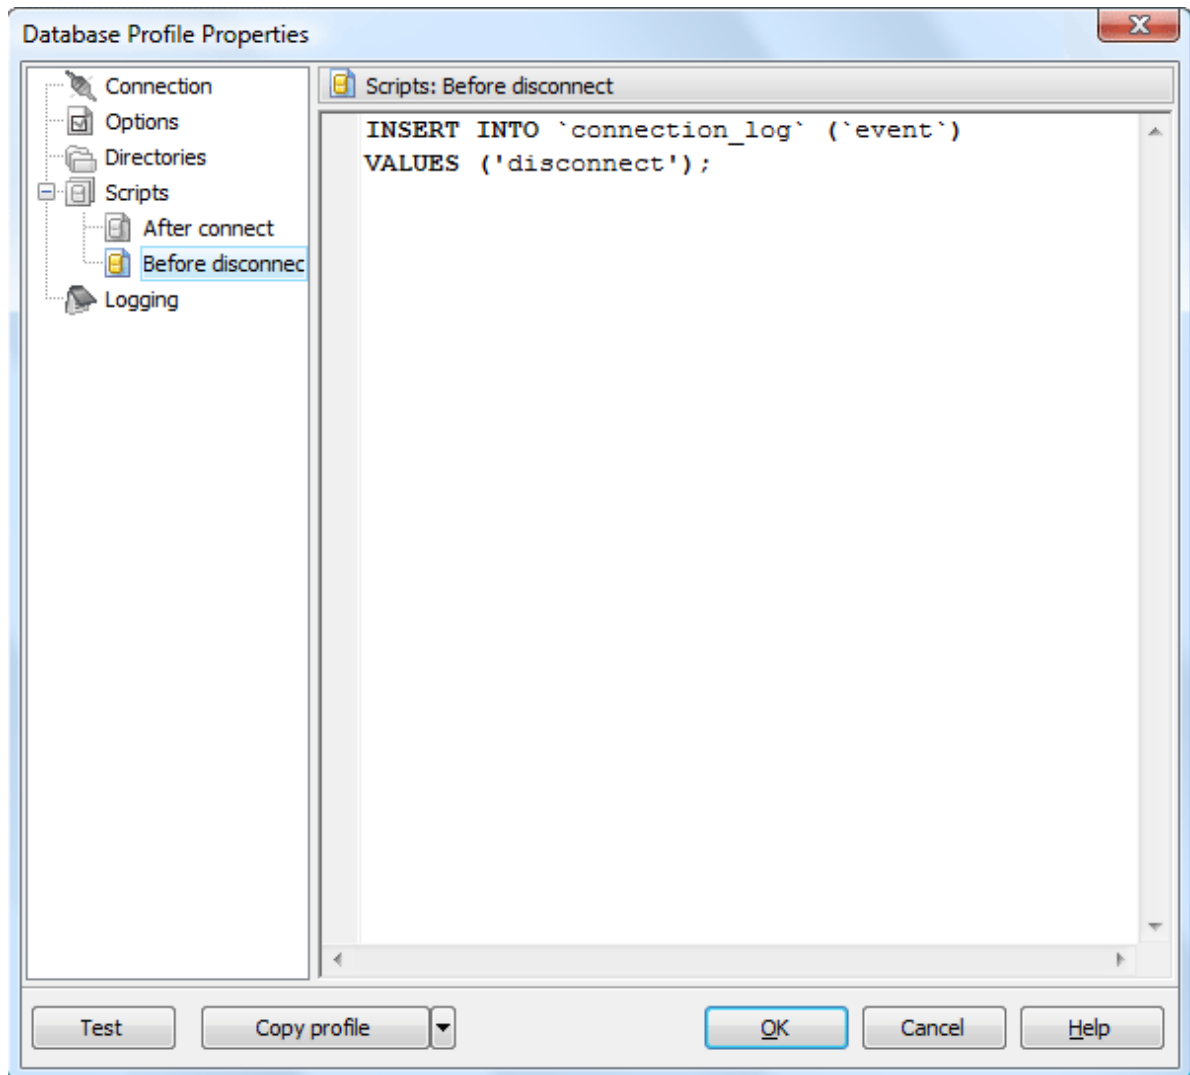 Database Profile Properties
X
Connection
Options
Directories
Scripts
After connect
Before disconnec
Logging
Scripts: Before disconnect
INSERT INTO `connection_log` (`event`)
VALUES ('disconnect');
Test
Copy profile
OK
Cancel
Help